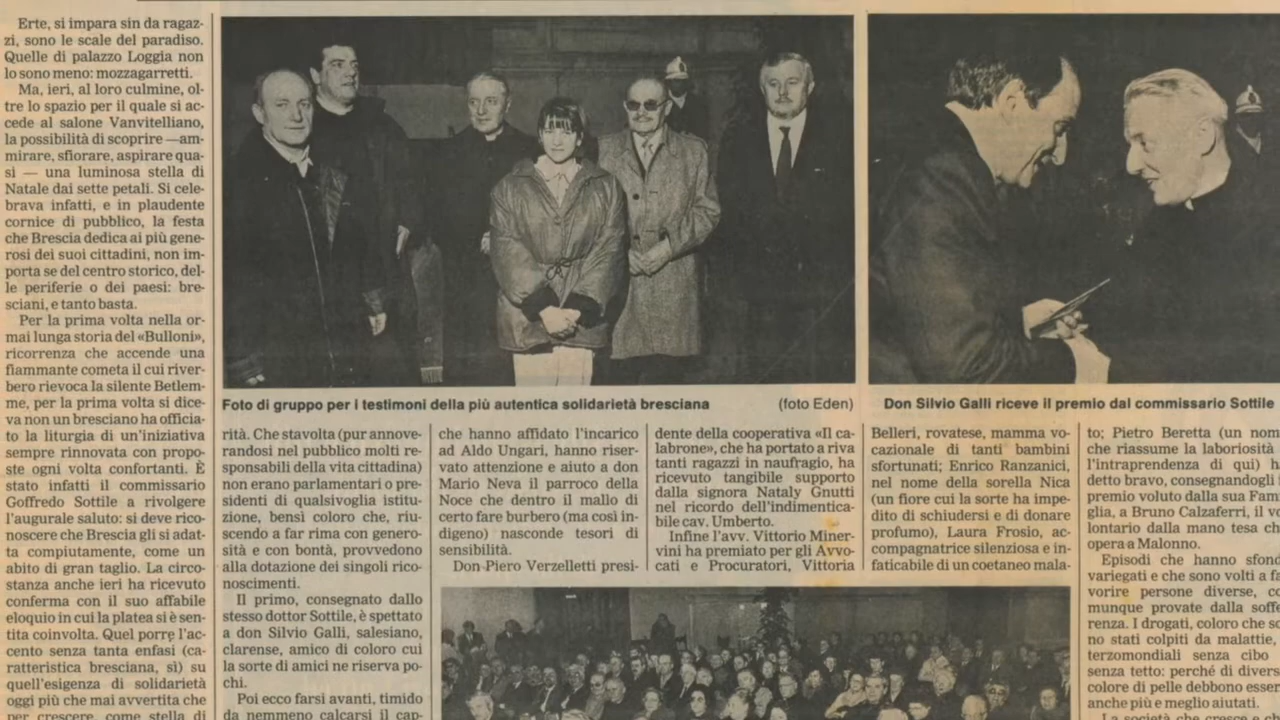 Erte, si impara sin da ragaz-
zi, sono le scale del paradiso.
Quelle di palazzo Loggia non
lo sono meno: mozzagarretti.
Ma, ieri, al loro culmine, ol-
tre lo spazio per il quale si ac-
cede al salone Vanvitelliano,
la possibilità di scoprire —am-
mirare, sfiorare, aspirare qua-
si — una luminosa stella di
Natale dai sette petali. Si cele-
brava infatti, e in plaudente
cornice di pubblico, la festa
che Brescia dedica ai più gene-
rosi dei suoi cittadini, non im-
porta se del centro storico, del-
le periferie o dei paesi: bre-
sciani, e tanto basta.
Per la prima volta nella or-
mai lunga storia del «Bulloni»,
ricorrenza che accende una
fiammante cometa il cui river-
bero rievoca la silente Betlem-
me, per la prima volta si dice-
va non un bresciano ha officia-
to la liturgia di un'iniziativa
sempre rinnovata con propo-
ste ogni volta confortanti. È
stato infatti il commissario
Goffredo Sottile a rivolgere
l'augurale saluto: si deve rico-
noscere che Brescia gli si adat-
ta compiutamente, come un
abito di gran taglio. La circo-
stanza anche ieri ha ricevuto
conferma con il suo affabile
eloquio in cui la platea si è sen-
tita coinvolta. Quel porre l'ac-
cento senza tanta enfasi (ca-
ratteristica bresciana, sì) su
quell'esigenza di solidarietà
oggi più che mai avvertita che
per crescere, come stella di
Foto di gruppo per i testimoni della più autentica solidarietà bresciana
(foto Eden)
Don Silvio Galli riceve il premio dal commissario Sottile
rità. Che stavolta (pur annove-
randosi nel pubblico molti re-
sponsabili della vita cittadina)
non erano parlamentari o pre-
sidenti di qualsivoglia istitu-
zione, bensì coloro che, riu-
scendo a far rima con genero-
sità e con bontà, provvedono
alla dotazione dei singoli rico-
noscimenti.
Il primo, consegnato dallo
stesso dottor Sottile, è spettato
a don Silvio Galli, salesiano,
clarense, amico di coloro cui
la sorte di amici ne riserva po-
chi.
Poi ecco farsi avanti, timido
da nemmeno calcarsi il cap-
che hanno affidato l'incarico
ad Aldo Ungari, hanno riser-
vato attenzione e aiuto a don
Mario Neva il parroco della
Noce che dentro il mallo di
certo fare burbero (ma così in-
digeno) nasconde tesori di
sensibilità.
Don Piero Verzelletti presi-
dente della cooperativa «Il ca-
labrone», che ha portato a riva
tanti ragazzi in naufragio, ha
ricevuto tangibile supporto
dalla signora Nataly Gnutti
nel ricordo dell'indimentica-
bile cav. Umberto.
Infine l'avv. Vittorio Miner-
vini ha premiato per gli Avvo-
cati e Procuratori, Vittoria
Belleri, rovatese, mamma vo-
cazionale di tanti bambini
sfortunati; Enrico Ranzanici,
nel nome della sorella Nica
(un fiore cui la sorte ha impe-
dito di schiudersi e di donare
profumo), Laura Frosio, ac-
compagnatrice silenziosa e in-
faticabile di un coetaneo mala-
to; Pietro Beretta (un nom
che riassume la laboriosità
l'intraprendenza di qui) h
detto bravo, consegnandogli
premio voluto dalla sua Fam
glia, a Bruno Calzaferri, il vo
lontario dalla mano tesa ch
opera a Malonno.
Episodi che hanno sfond
variegati e che sono volti a fa
vorire persone diverse, co
munque provate dalla soffe
renza. I drogati, coloro che so
no stati colpiti da malattie,
terzomondiali senza cibo
senza tetto: perché di divers
colore di pelle debbono esser
anche più e meglio aiutati.
La società che cresce e